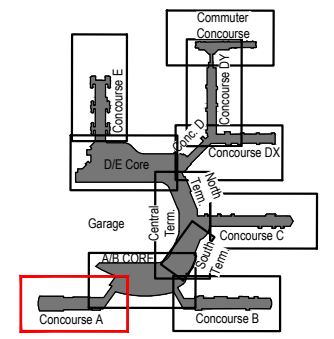 Commuter
Concourse
Concourse E
Concourse DY
Conc. D
D/E Core
Concourse DX
North
Term.
Central
Term.
Garage
Concourse C
South
Term.
A/B CORE
Concourse A
Concourse B